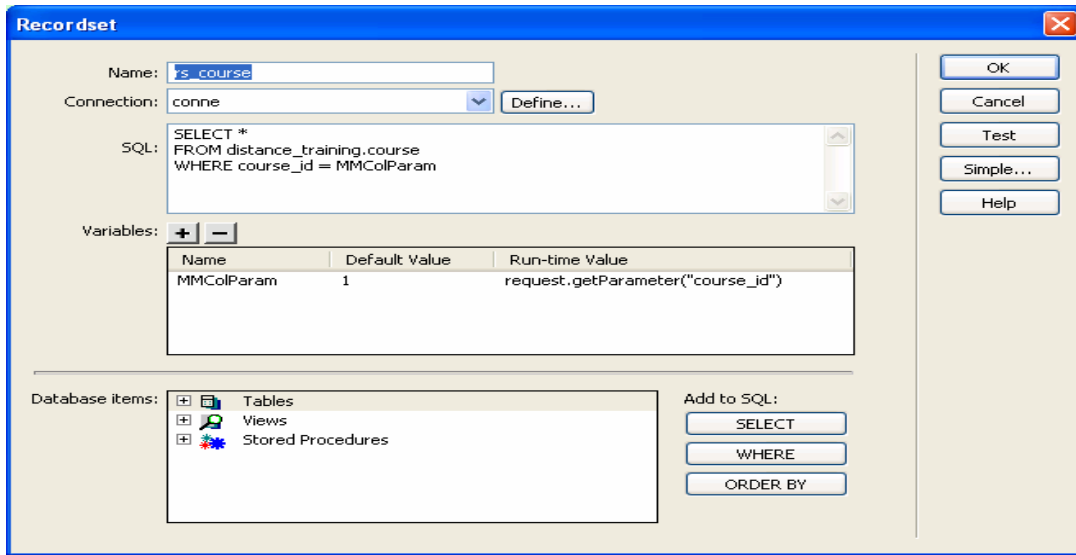 Recordset
Name: rs_course
Connection: conne Define...
SQL: SELECT *
FROM distance_training.course
WHERE course_id = MMColParam
Variables: + −
Name Default Value Run-time Value
MMColParam 1 request.getParameter("course_id")
Database items: Tables
Views
Stored Procedures
Add to SQL:
SELECT
WHERE
ORDER BY
OK
Cancel
Test
Simple...
Help